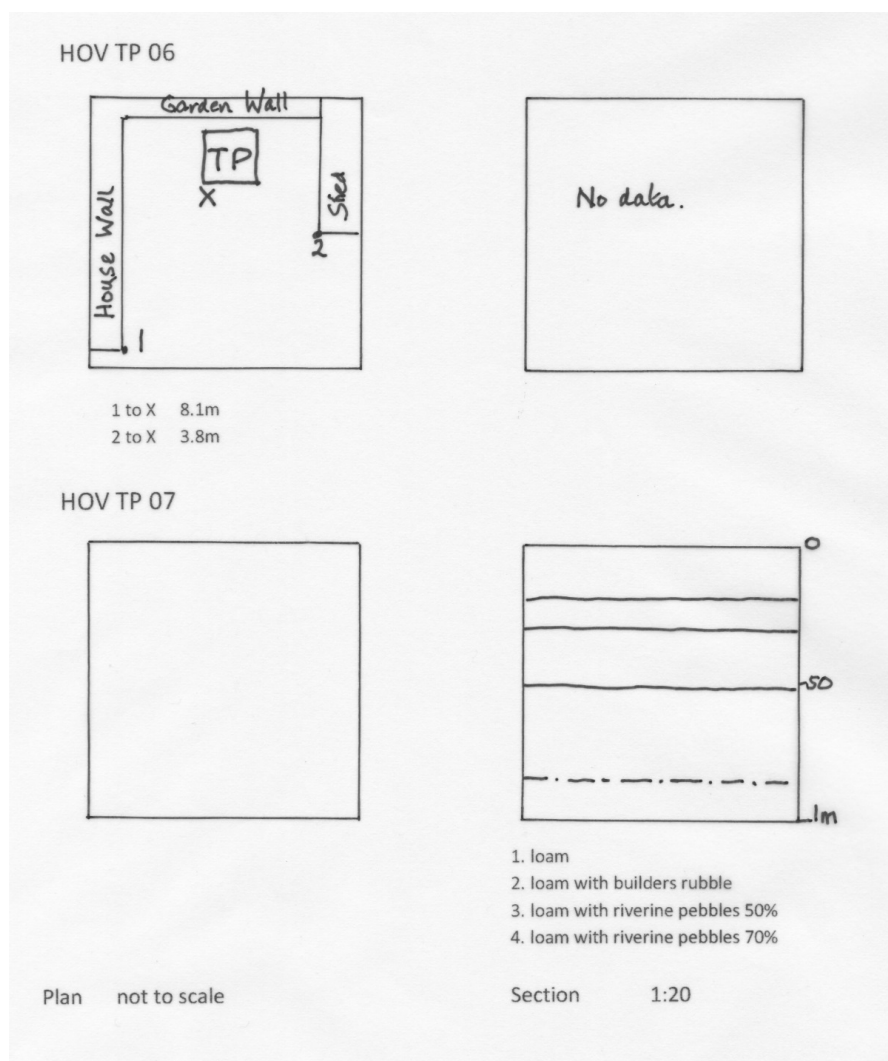 HOV TP 06
Garden Wall
TP
X
House Wall
Shed
2
1
No data.
1 to X 8.1m
2 to X 3.8m
HOV TP 07
0
50
1m
1. loam
2. loam with builders rubble
3. loam with riverine pebbles 50%
4. loam with riverine pebbles 70%
Plan not to scale
Section 1:20